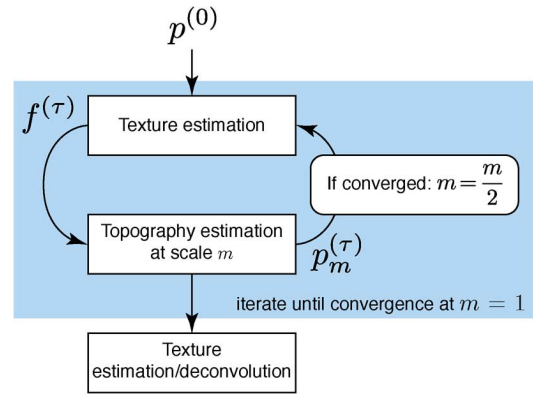 p^{(0)}
f^{(τ)}
Texture estimation
If converged: m = \frac{m}{2}
Topography estimation
at scale m
p_m^{(τ)}
iterate until convergence at m = 1
Texture
estimation/deconvolution